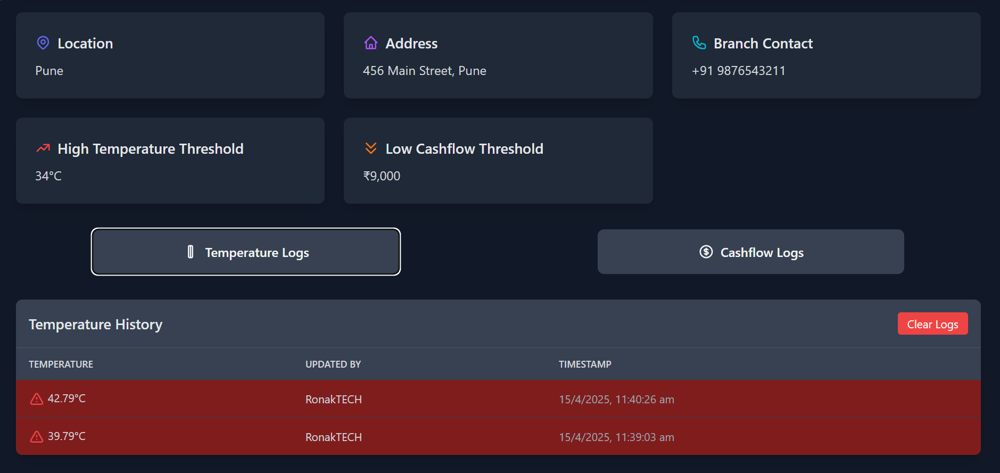 Location
Pune
Address
456 Main Street, Pune
Branch Contact
+91 9876543211
High Temperature Threshold
34°C
Low Cashflow Threshold
₹9,000
Temperature Logs
Cashflow Logs
Temperature History
Clear Logs
TEMPERATURE UPDATED BY TIMESTAMP
42.79°C RonakTECH 15/4/2025, 11:40:26 am
39.79°C RonakTECH 15/4/2025, 11:39:03 am